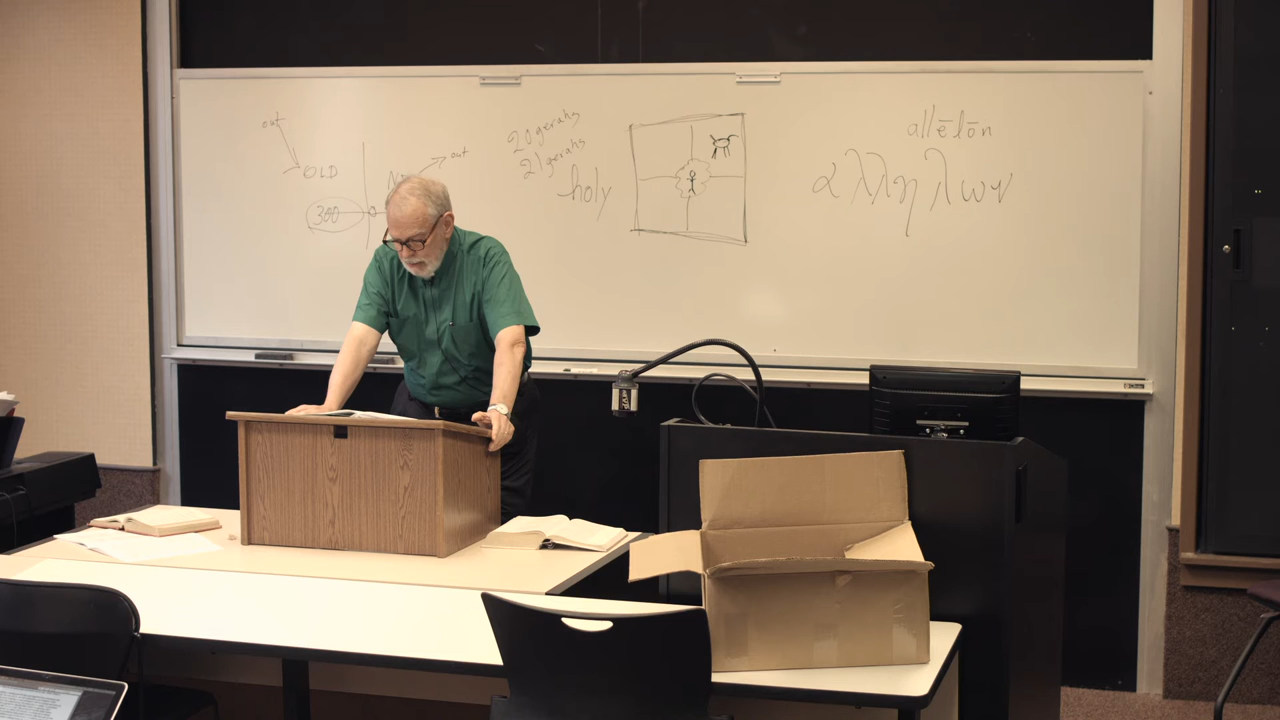 out
out
OLD
300
20 gerahs
21 gerahs
holy
allēlōn
αλληλων